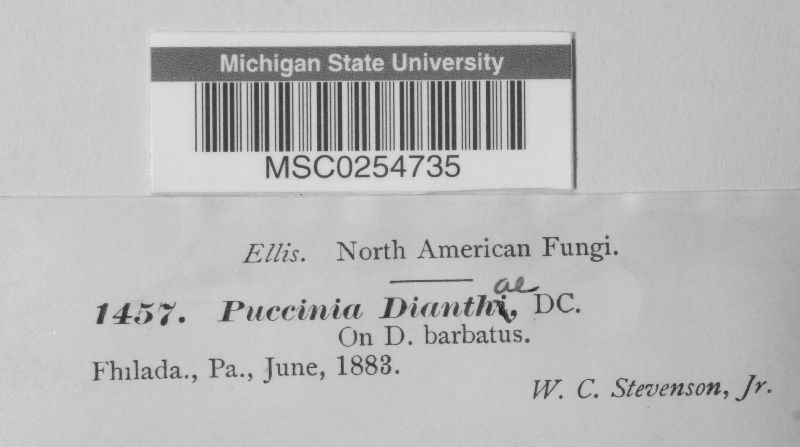 Michigan State University
MSC0254735
Ellis. North American Fungi.
ae
1457. Puccinia Dianthi, DC.
On D. barbatus.
Fhilada., Pa., June, 1883.
W. C. Stevenson, Jr.